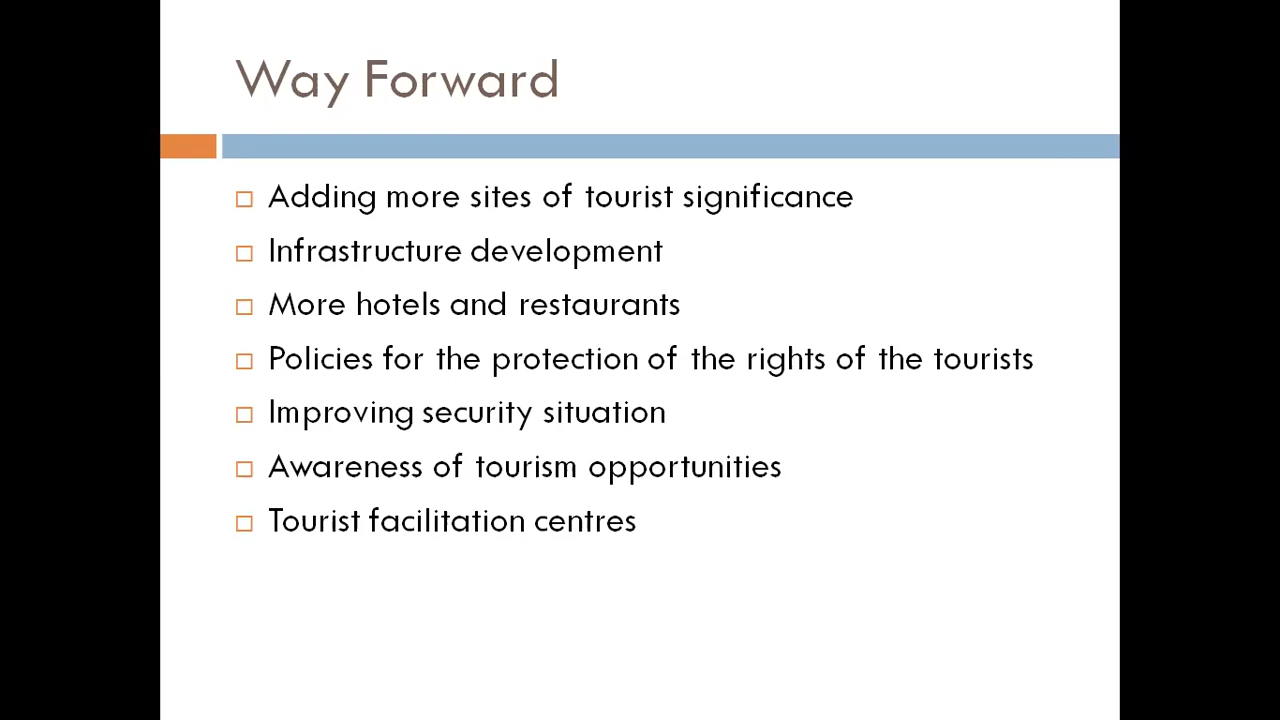 Way Forward
Adding more sites of tourist significance
Infrastructure development
More hotels and restaurants
Policies for the protection of the rights of the tourists
Improving security situation
Awareness of tourism opportunities
Tourist facilitation centres